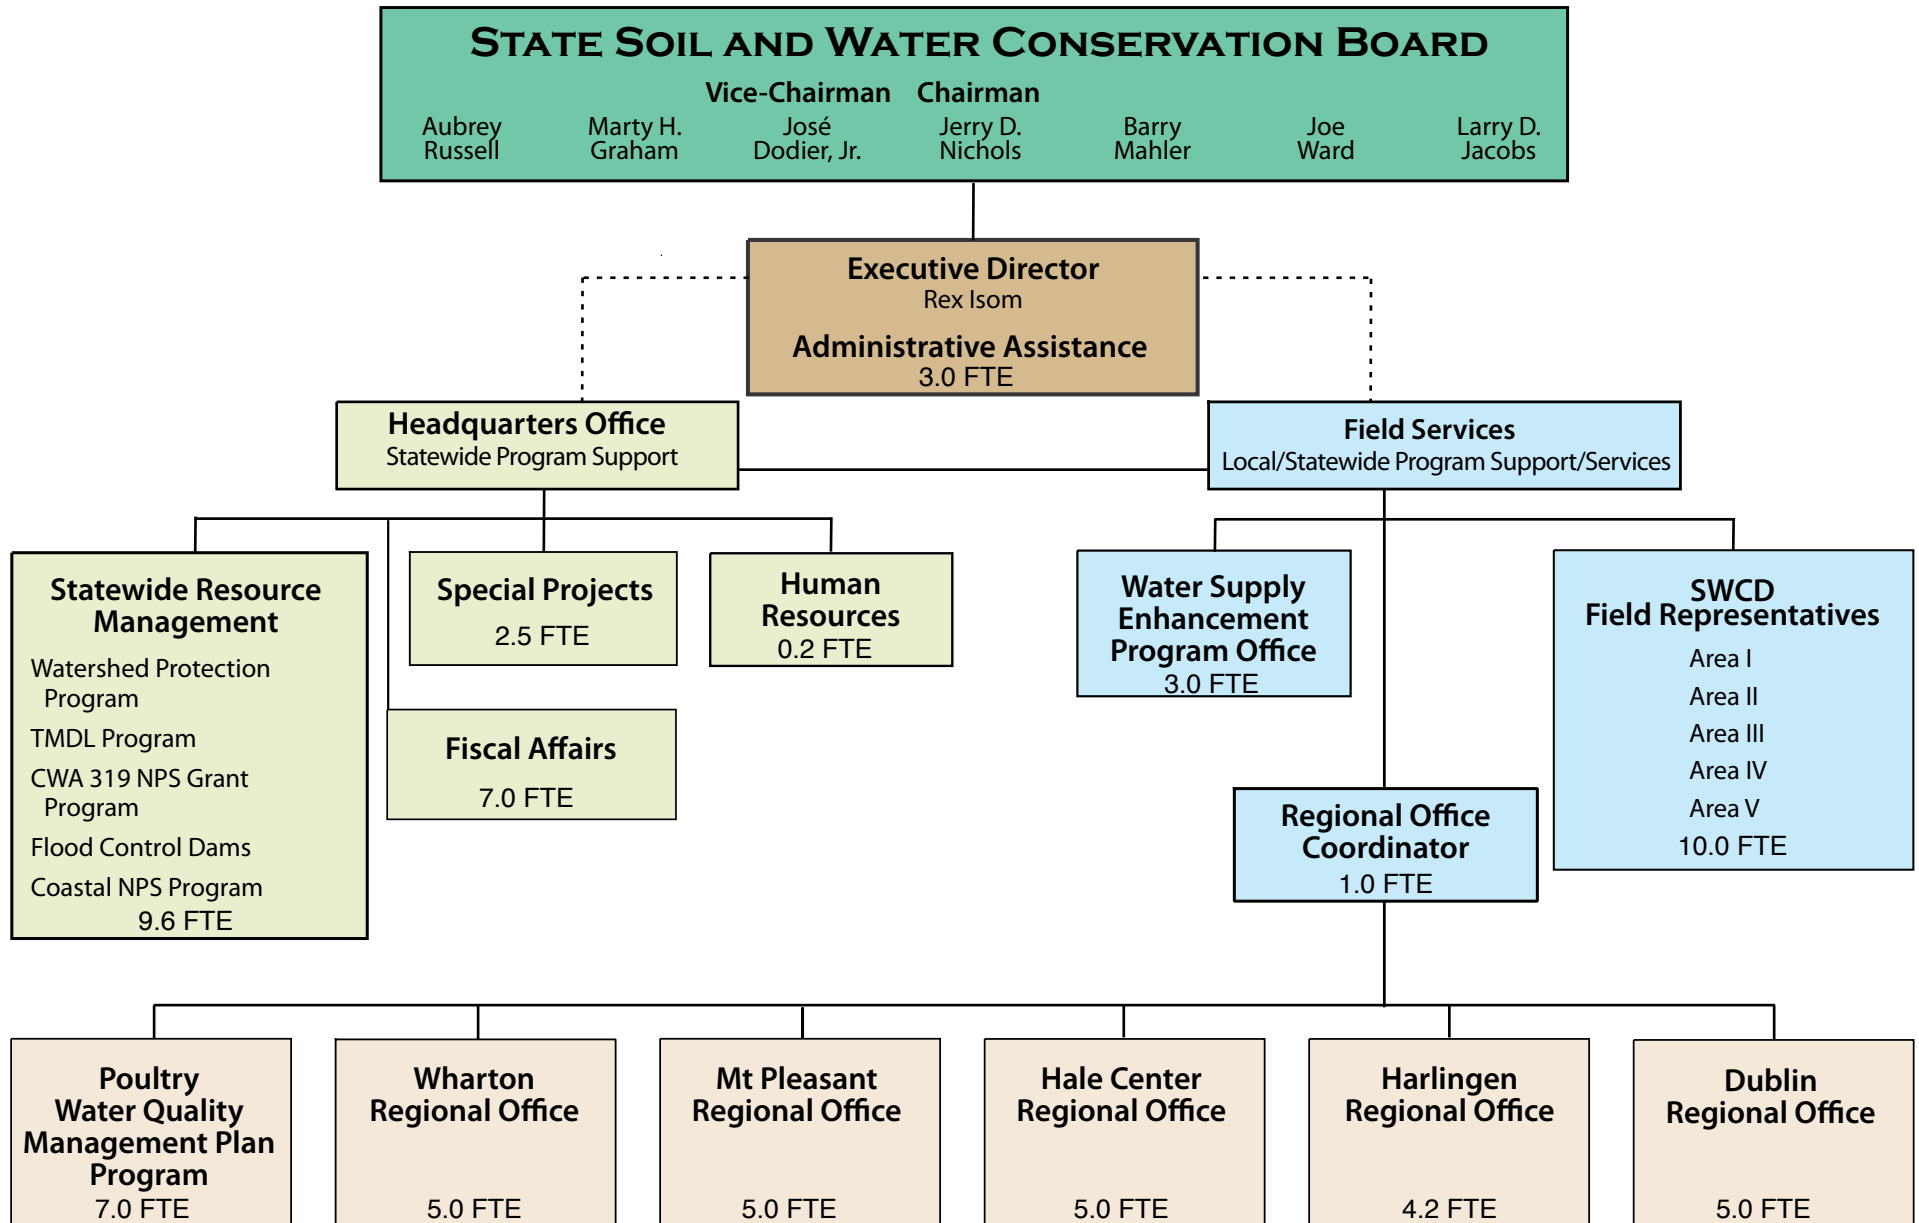 STATE SOIL AND WATER CONSERVATION BOARD
Vice-Chairman Chairman
Aubrey Russell
Marty H. Graham
José Dodier, Jr.
Jerry D. Nichols
Barry Mahler
Joe Ward
Larry D. Jacobs
Executive Director
Rex Isom
Administrative Assistance
3.0 FTE
Headquarters Office
Statewide Program Support
Field Services
Local/Statewide Program Support/Services
Statewide Resource
Management
Watershed Protection
Program
TMDL Program
CWA 319 NPS Grant
Program
Flood Control Dams
Coastal NPS Program
9.6 FTE
Special Projects
2.5 FTE
Human
Resources
0.2 FTE
Fiscal Affairs
7.0 FTE
Water Supply
Enhancement
Program Office
3.0 FTE
SWCD
Field Representatives
Area I
Area II
Area III
Area IV
Area V
10.0 FTE
Regional Office
Coordinator
1.0 FTE
Poultry
Water Quality
Management Plan
Program
7.0 FTE
Wharton
Regional Office
5.0 FTE
Mt Pleasant
Regional Office
5.0 FTE
Hale Center
Regional Office
5.0 FTE
Harlingen
Regional Office
4.2 FTE
Dublin
Regional Office
5.0 FTE